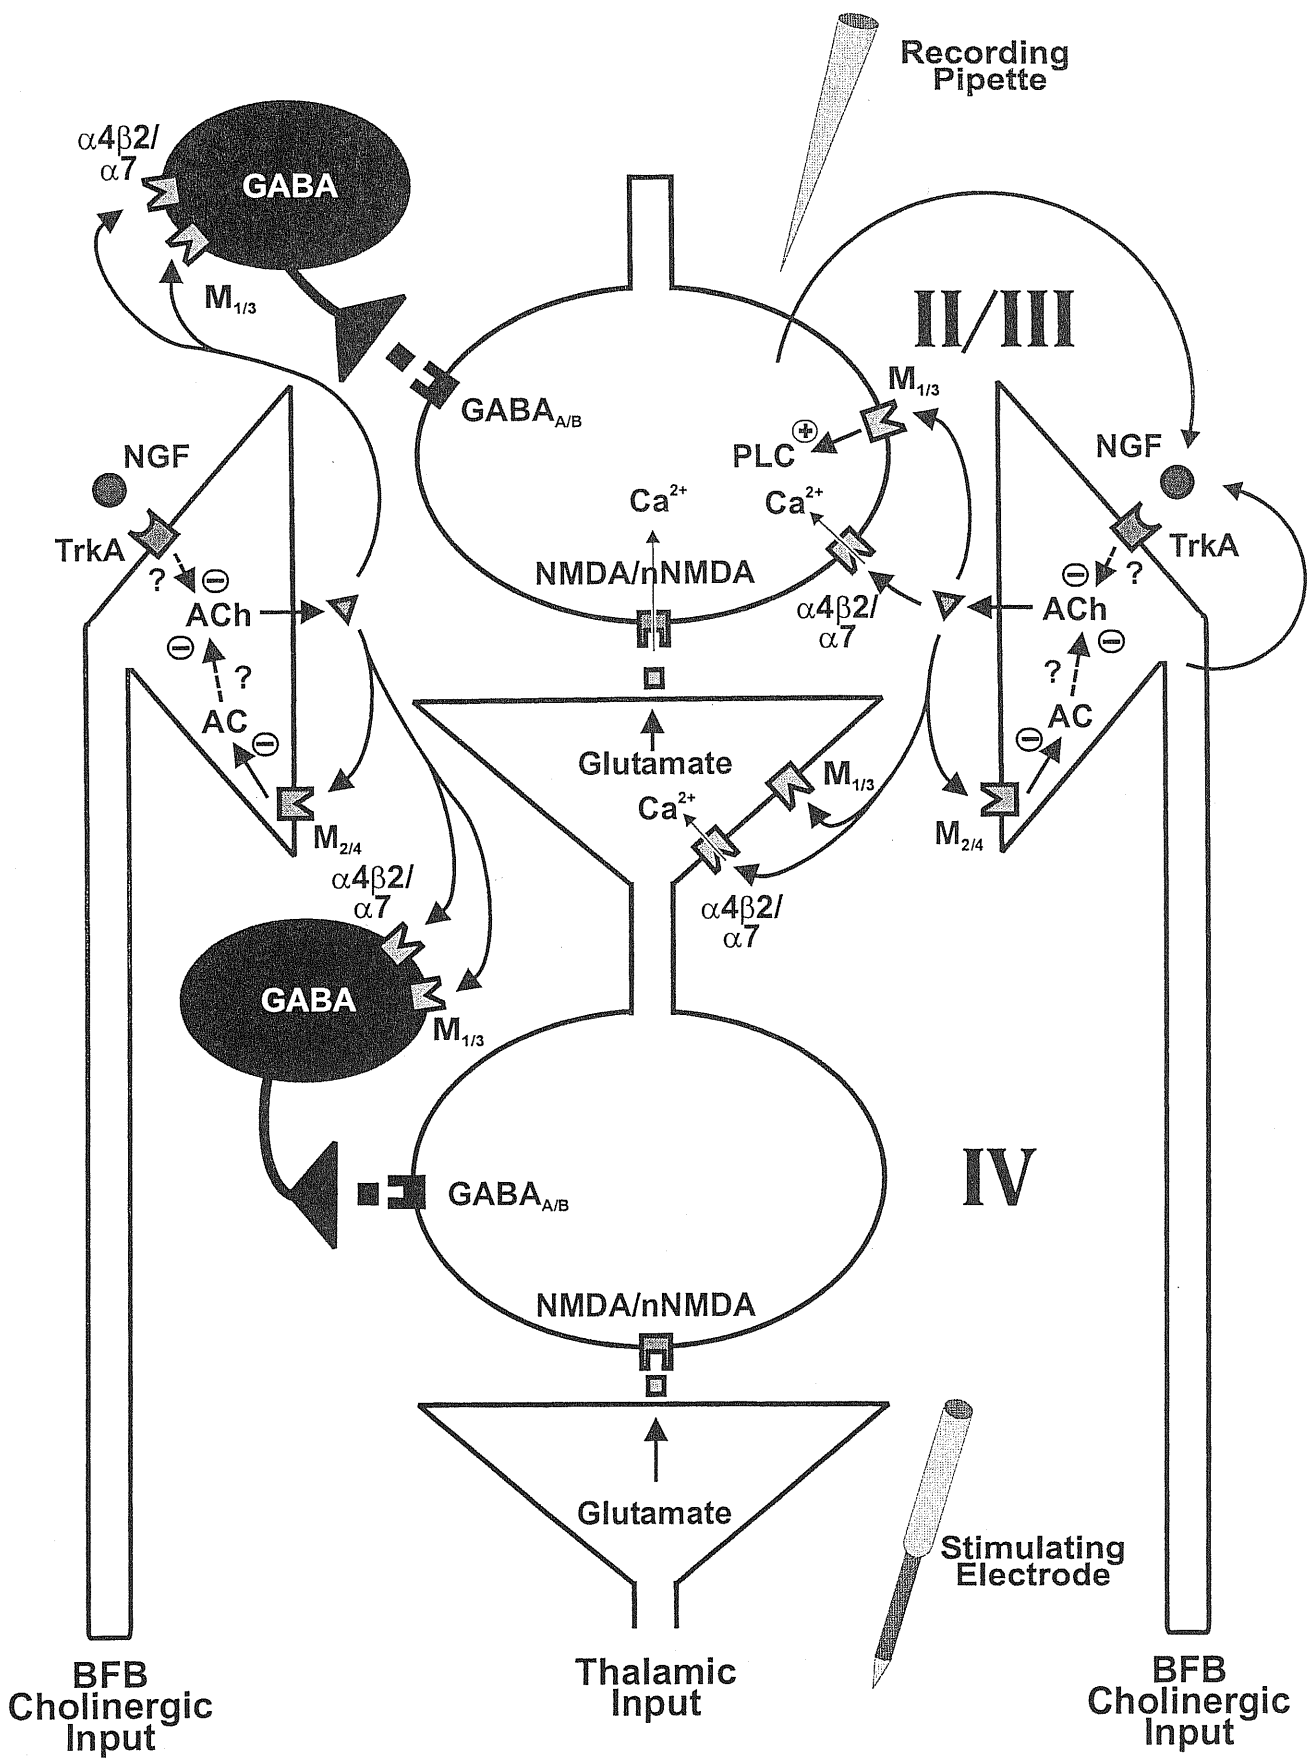 Recording
Pipette
α4β2/
α7
GABA
M1/3
II/III
GABAA/B
M1/3
PLC
+
NGF
NGF
Ca2+
Ca2+
TrkA
TrkA
NMDA/nNMDA
?
−
−
?
ACh
α4β2/
α7
ACh
−
−
?
?
AC
AC
−
−
Glutamate
M1/3
Ca2+
M2/4
M2/4
α4β2/
α7
α4β2/
α7
GABA
M1/3
IV
GABAA/B
NMDA/nNMDA
Glutamate
Stimulating
Electrode
BFB
Cholinergic
Input
Thalamic
Input
BFB
Cholinergic
Input